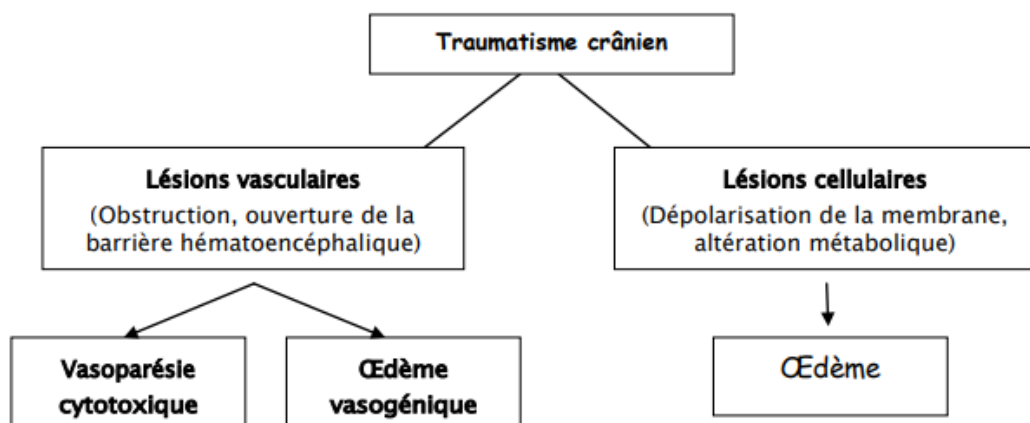 Traumatisme crânien
Lésions vasculaires
(Obstruction, ouverture de la
barrière hématoencéphalique)
Lésions cellulaires
(Dépolarisation de la membrane,
altération métabolique)
Vasoparésie
cytotoxique
Œdème
vasogénique
Œdème